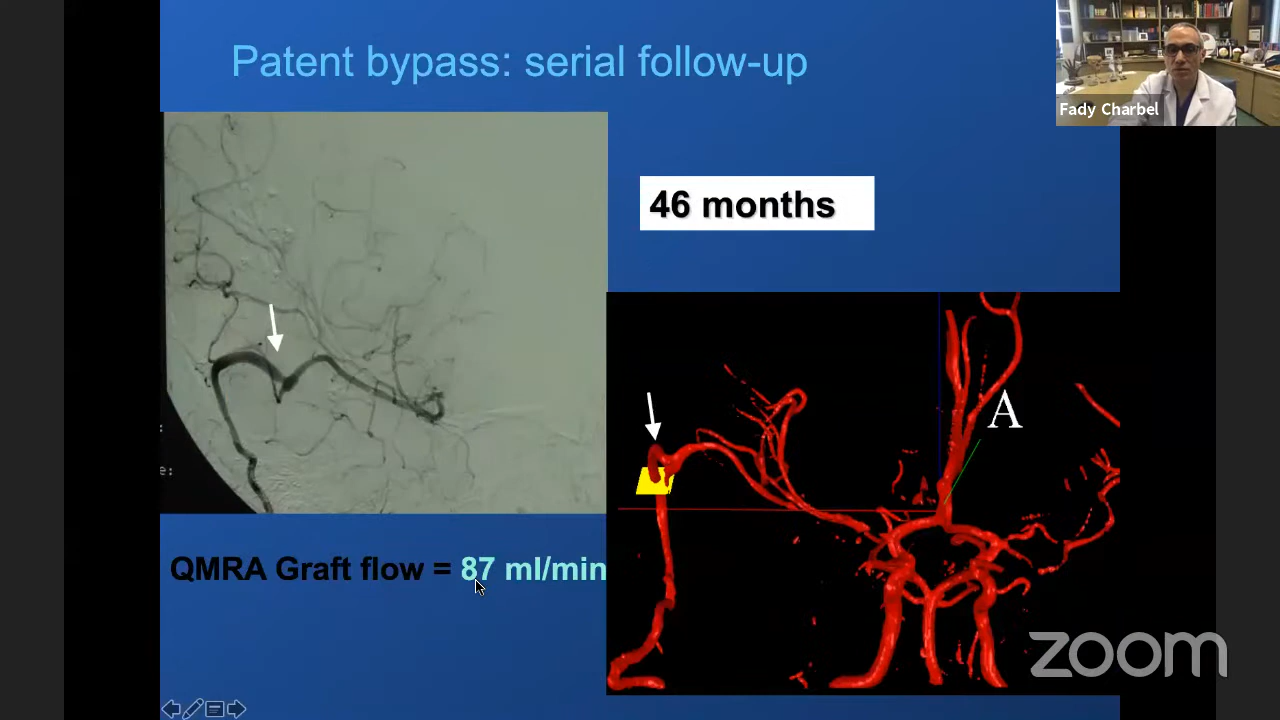 Patent bypass: serial follow-up
Fady Charbel
46 months
A
e:
QMRA Graft flow = 87 ml/min
zoom